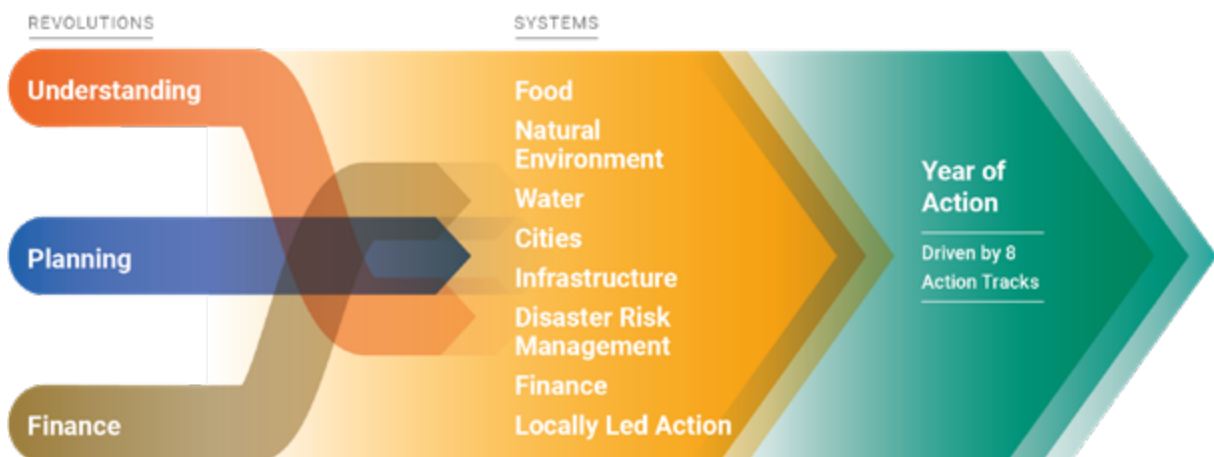 REVOLUTIONS
SYSTEMS
Understanding
Planning
Finance
Food
Natural
Environment
Water
Cities
Infrastructure
Disaster Risk
Management
Finance
Locally Led Action
Year of
Action
Driven by 8
Action Tracks